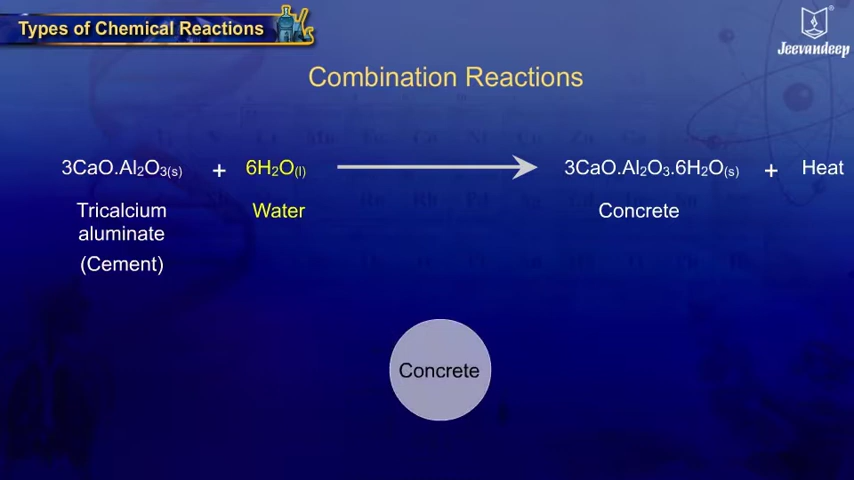 Types of Chemical Reactions
Jeevandeep®
Combination Reactions
3CaO.Al₂O₃(s) + 6H₂O(l) 3CaO.Al₂O₃.6H₂O(s) + Heat
Tricalcium Water Concrete
aluminate
(Cement)
Concrete